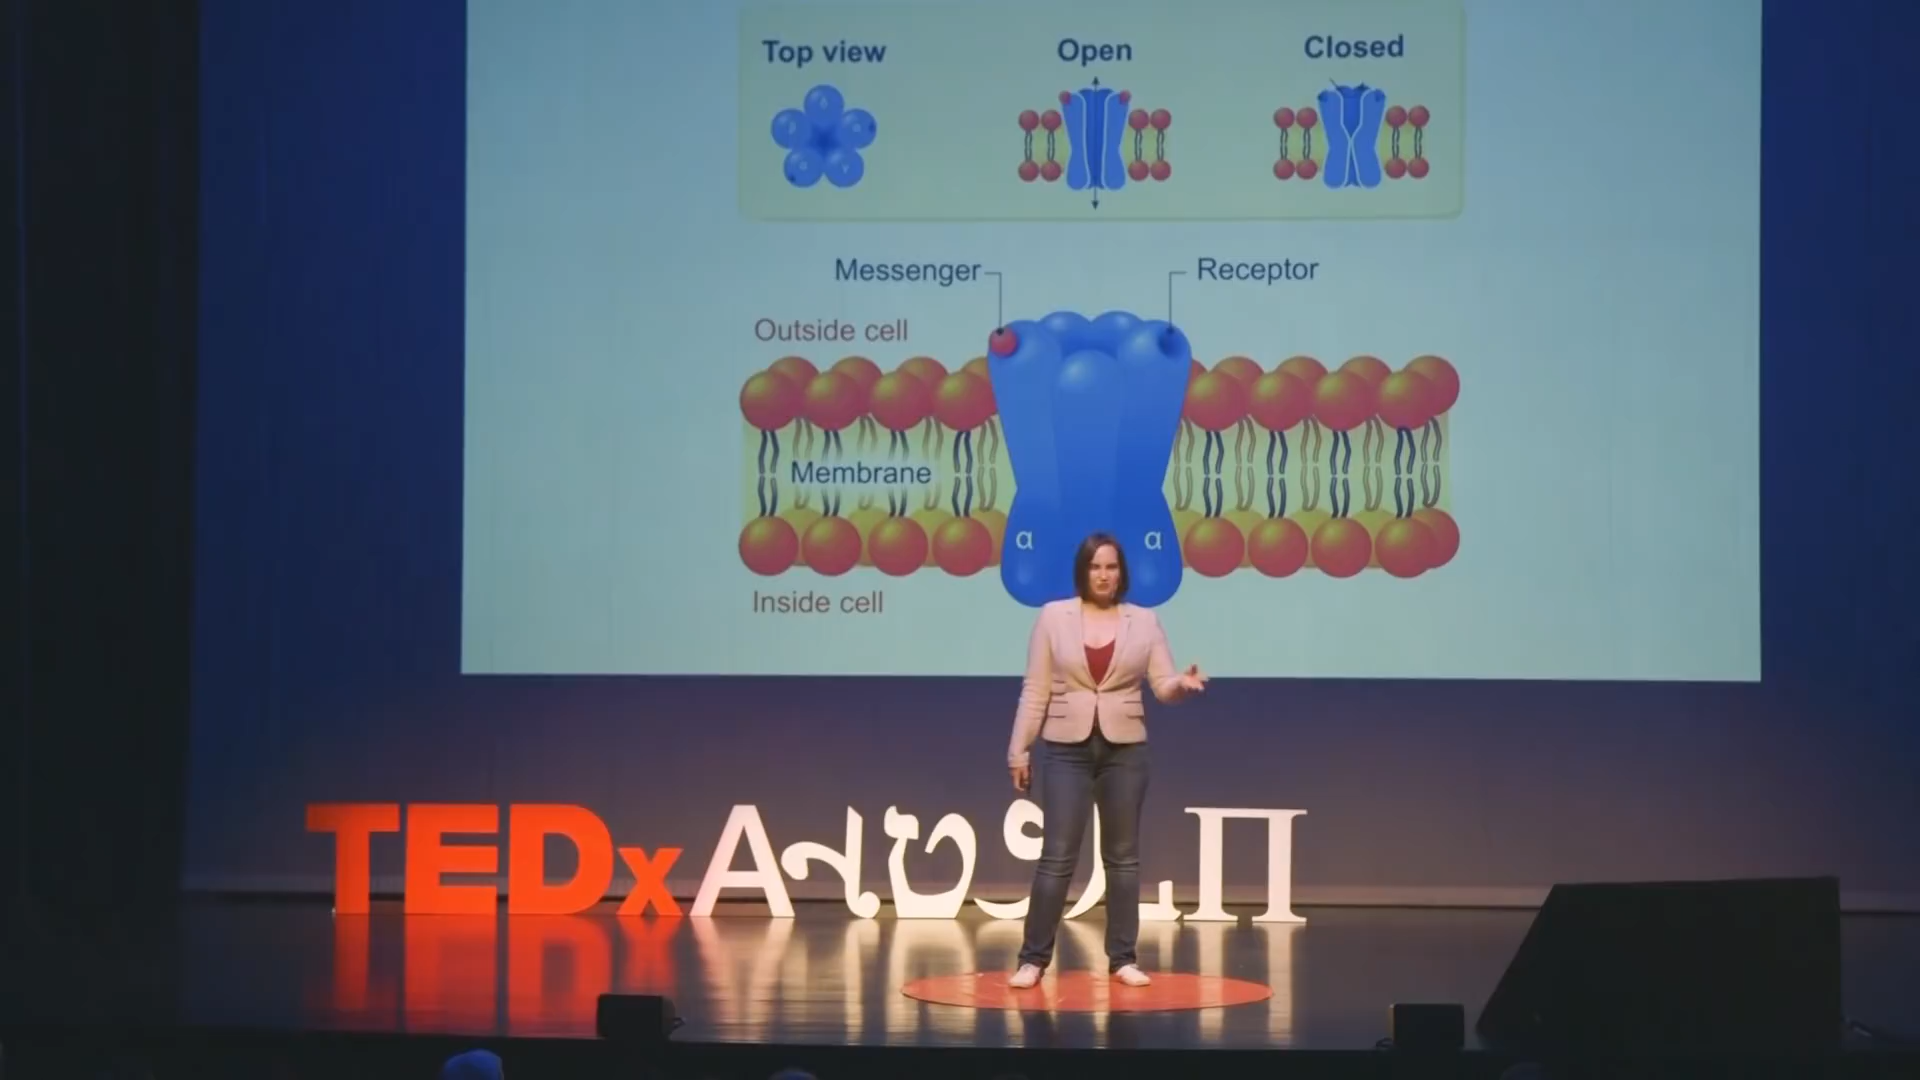 Top view
Open
Closed
Messenger
Receptor
Outside cell
Membrane
α
α
Inside cell
TEDx